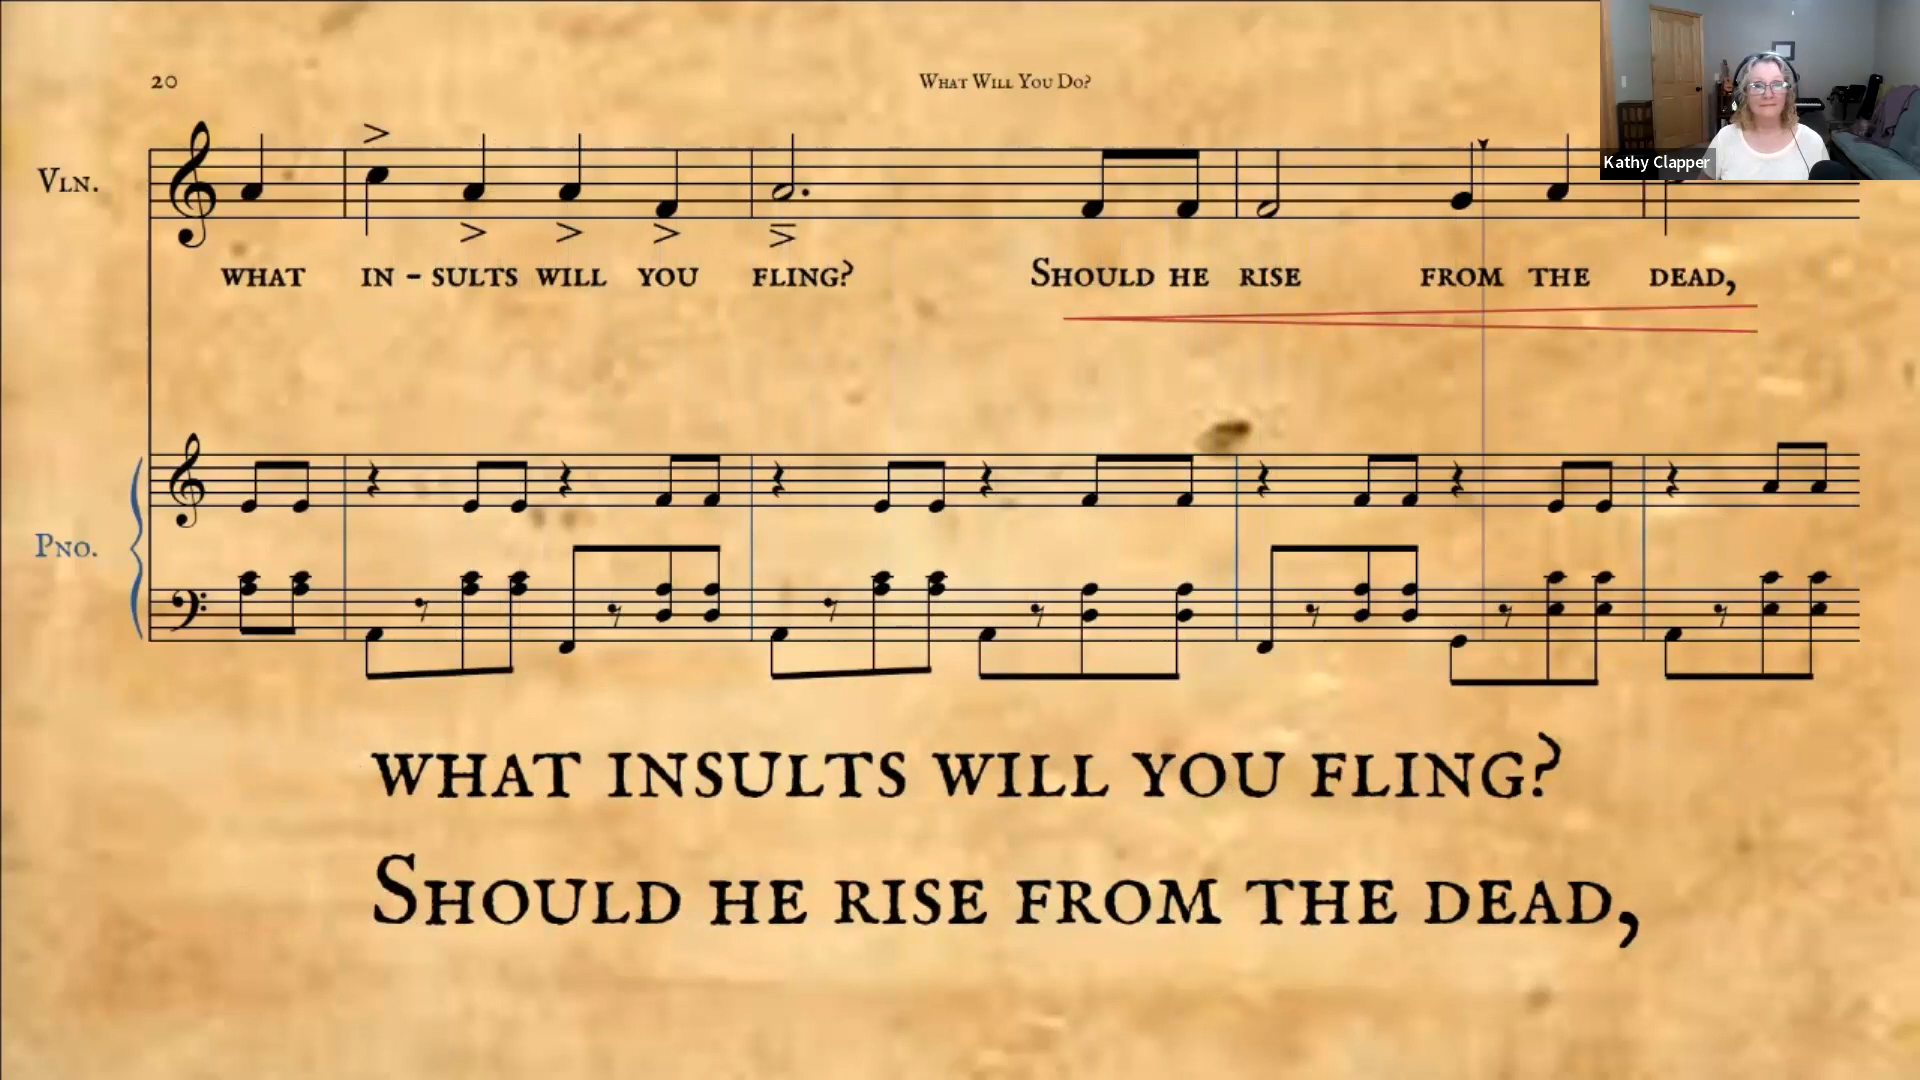 20
What Will You Do?
Kathy Clapper
Vln.
what in - sults will you fling? Should he rise from the dead,
Pno.
what insults will you fling?
Should he rise from the dead,